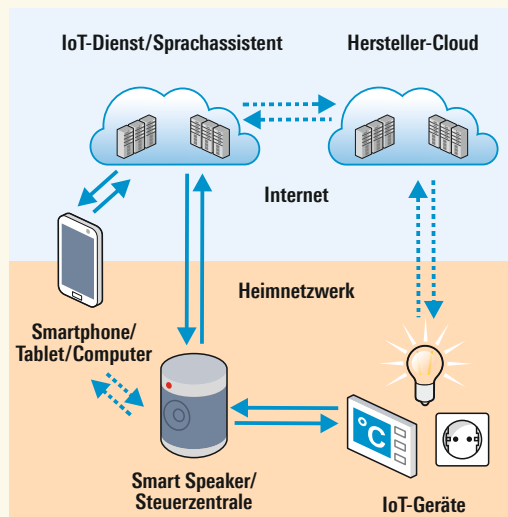 IoT-Dienst/Sprachassistent
Hersteller-Cloud
Internet
Heimnetzwerk
Smartphone/
Tablet/Computer
°C
Smart Speaker/
Steuerzentrale
IoT-Geräte